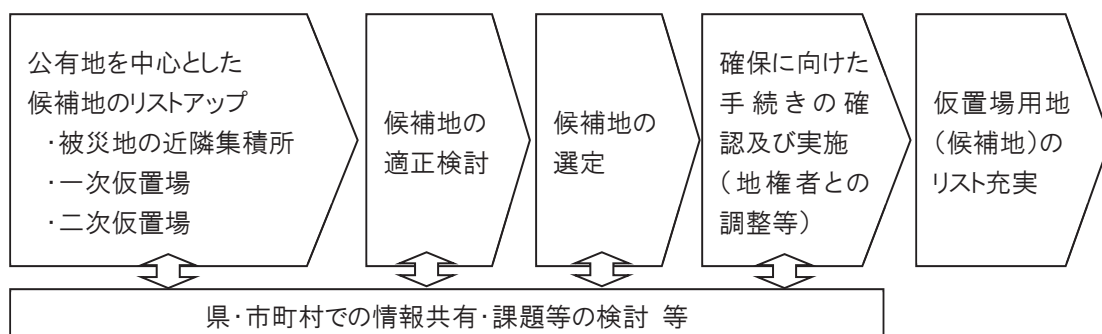 公有地を中心とした
候補地のリストアップ
・被災地の近隣集積所
・一次仮置場
・二次仮置場
候補地の
適正検討
候補地の
選定
確保に向けた
手続きの確
認及び実施
(地権者との
調整等)
仮置場用地
(候補地)の
リスト充実
県・市町村での情報共有・課題等の検討 等